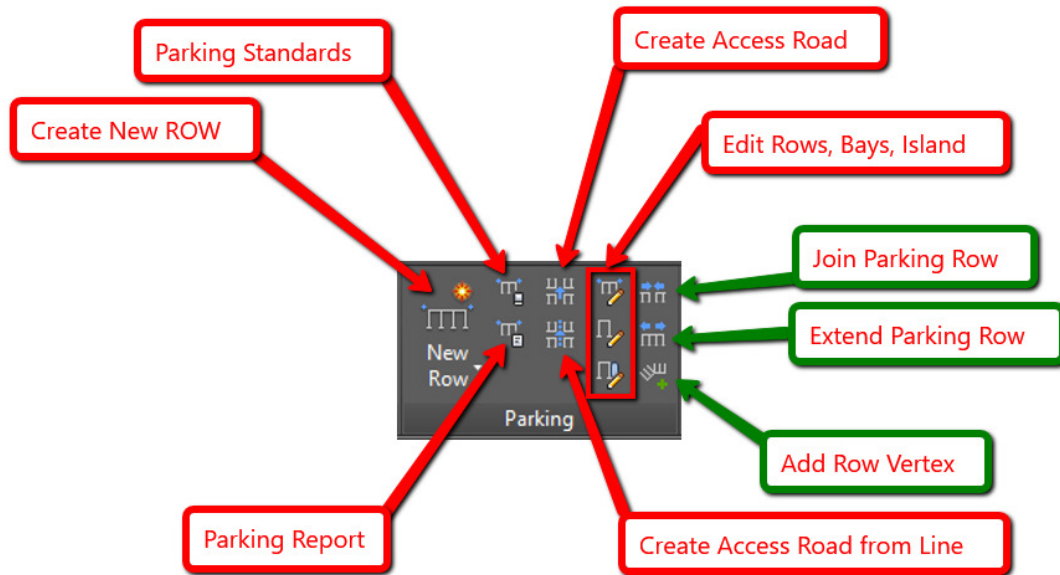 Create Access Road
Parking Standards
Create New ROW
Edit Rows, Bays, Island
Join Parking Row
Extend Parking Row
New
Row
Parking
Add Row Vertex
Parking Report
Create Access Road from Line